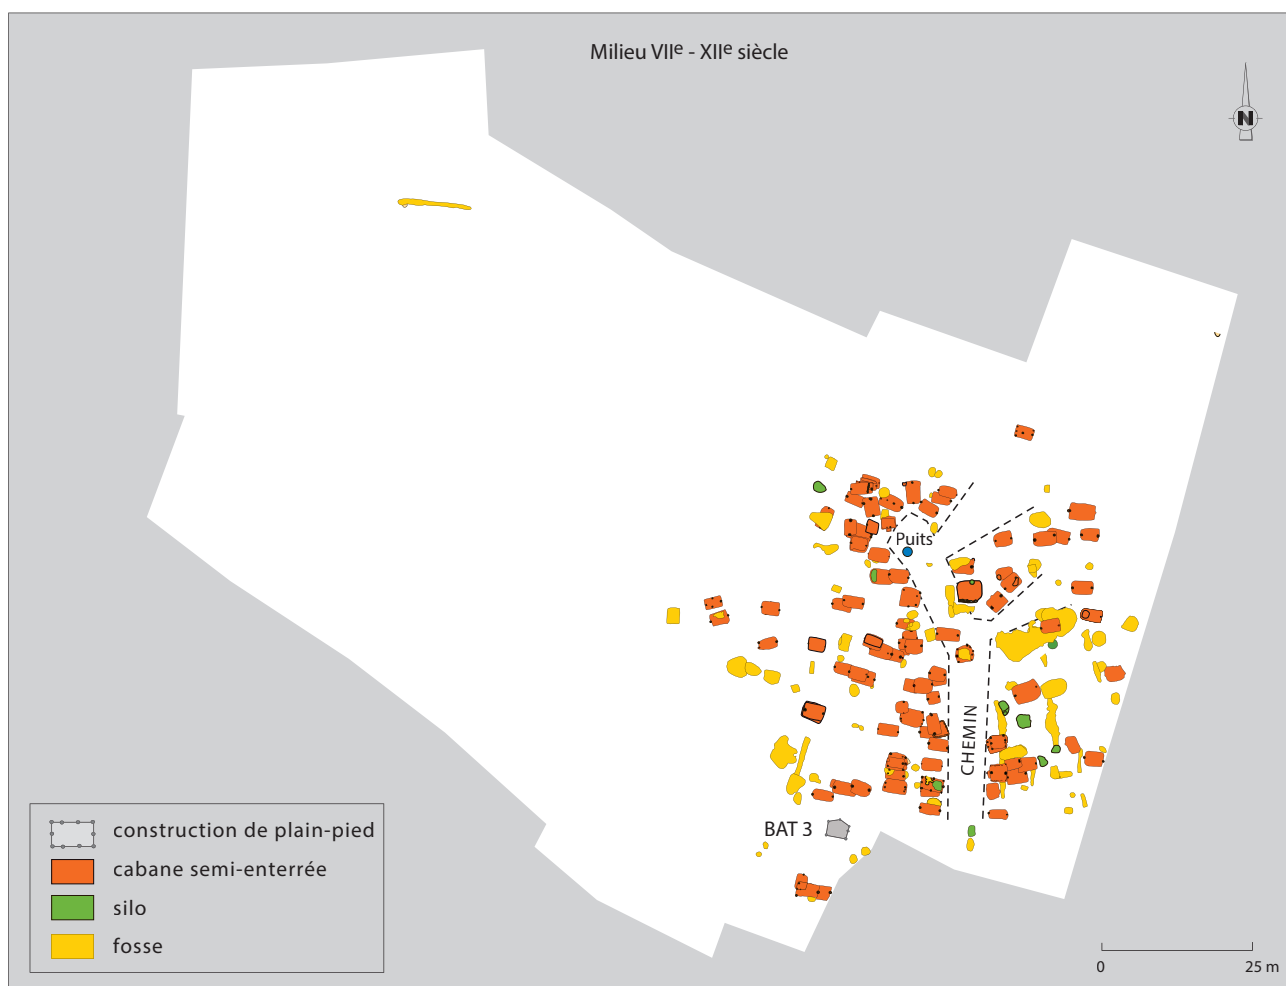 Milieu VIIe - XIIe siècle
N
Puits
CHEMIN
BAT 3
construction de plain-pied
cabane semi-enterrée
silo
fosse
0 25 m